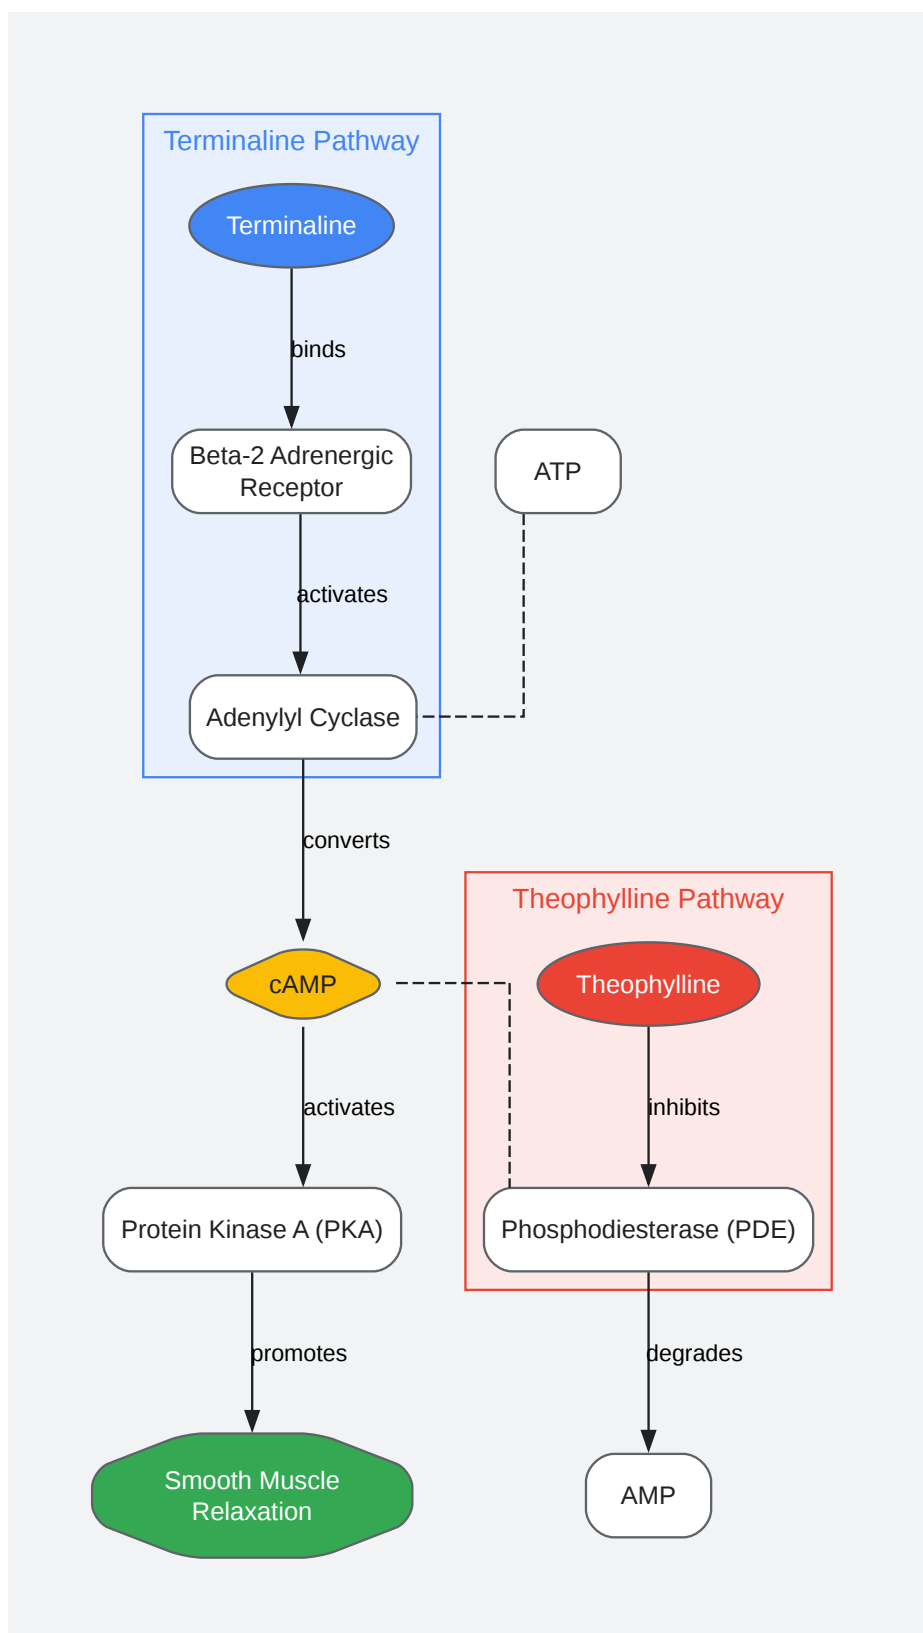 Terminaline Pathway
Terminaline
binds
Beta-2 Adrenergic
Receptor
ATP
activates
Adenylyl Cyclase
converts
Theophylline Pathway
cAMP
Theophylline
activates
inhibits
Protein Kinase A (PKA)
Phosphodiesterase (PDE)
promotes
degrades
Smooth Muscle
Relaxation
AMP